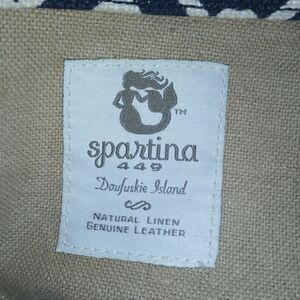 TM
spartina
449
Daufuskie Island
NATURAL LINEN
GENUINE LEATHER